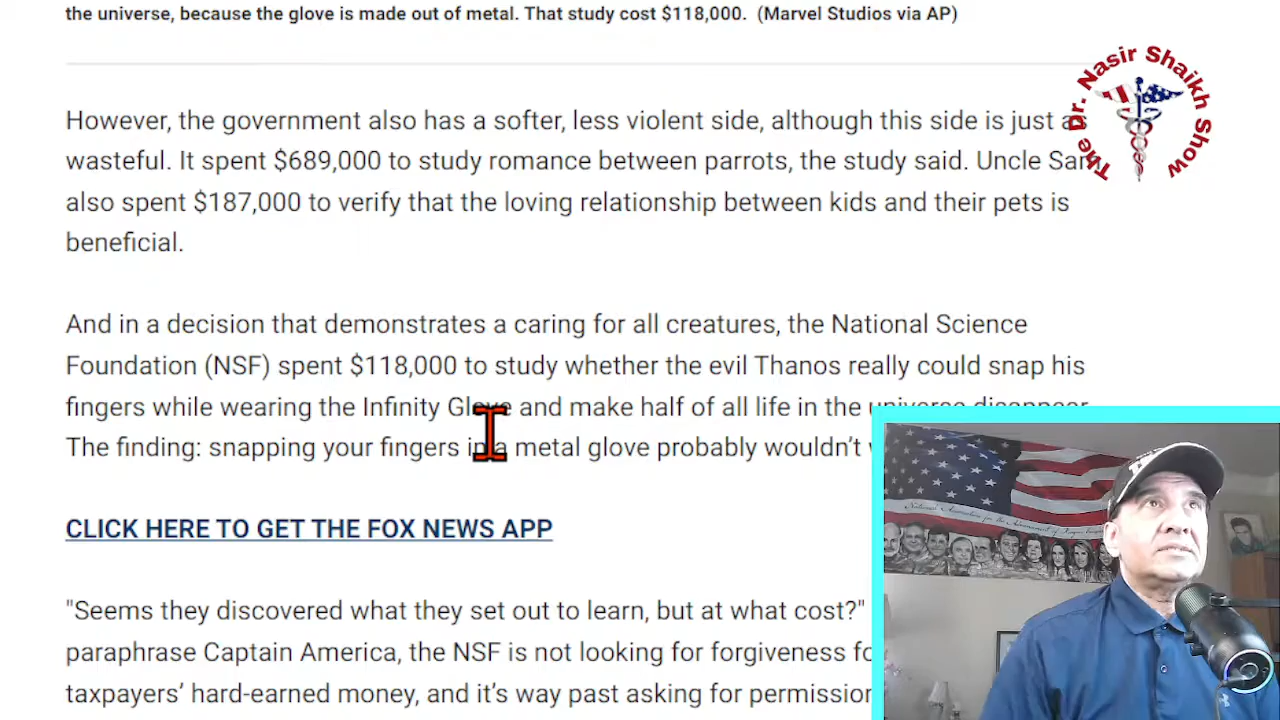 the universe, because the glove is made out of metal. That study cost $118,000. (Marvel Studios via AP)
The Dr. Nasir Shaikh Show
However, the government also has a softer, less violent side, although this side is just as
wasteful. It spent $689,000 to study romance between parrots, the study said. Uncle Sam
also spent $187,000 to verify that the loving relationship between kids and their pets is
beneficial.
And in a decision that demonstrates a caring for all creatures, the National Science
Foundation (NSF) spent $118,000 to study whether the evil Thanos really could snap his
fingers while wearing the Infinity Glove and make half of all life in the universe disappear.
The finding: snapping your fingers in a metal glove probably wouldn't
CLICK HERE TO GET THE FOX NEWS APP
"Seems they discovered what they set out to learn, but at what cost?"
paraphrase Captain America, the NSF is not looking for forgiveness
taxpayers' hard-earned money, and it's way past asking for permission